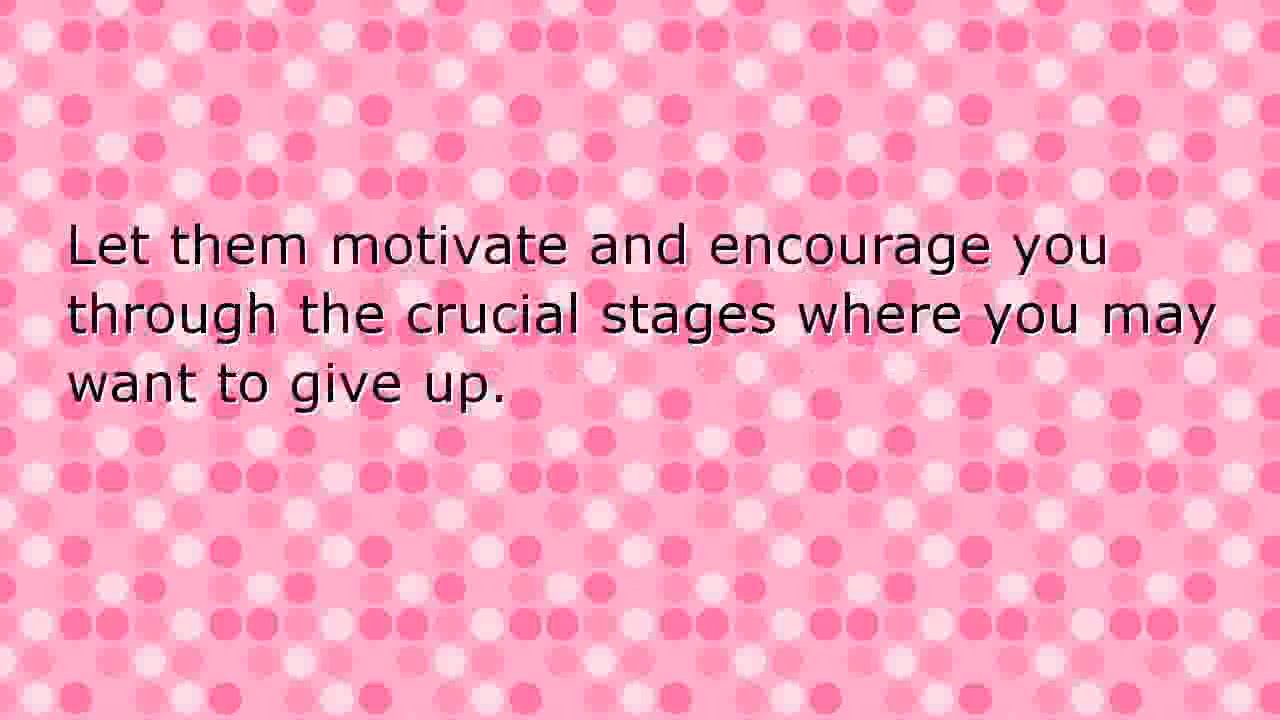 Let them motivate and encourage you
through the crucial stages where you may
want to give up.